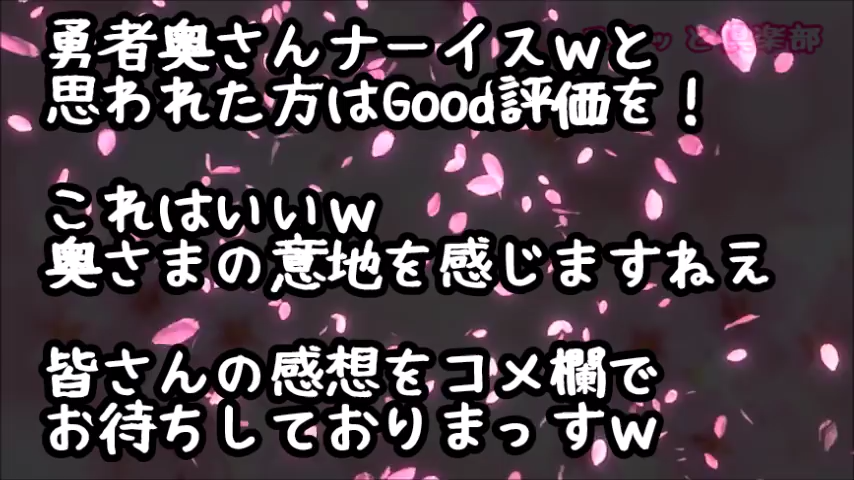 勇者奥さんナーイスｗと
思われた方はGood評価を！
これはいいｗ
奥さまの意地を感じますねえ
皆さんの感想をコメ欄で
お待ちしておりまっすｗ